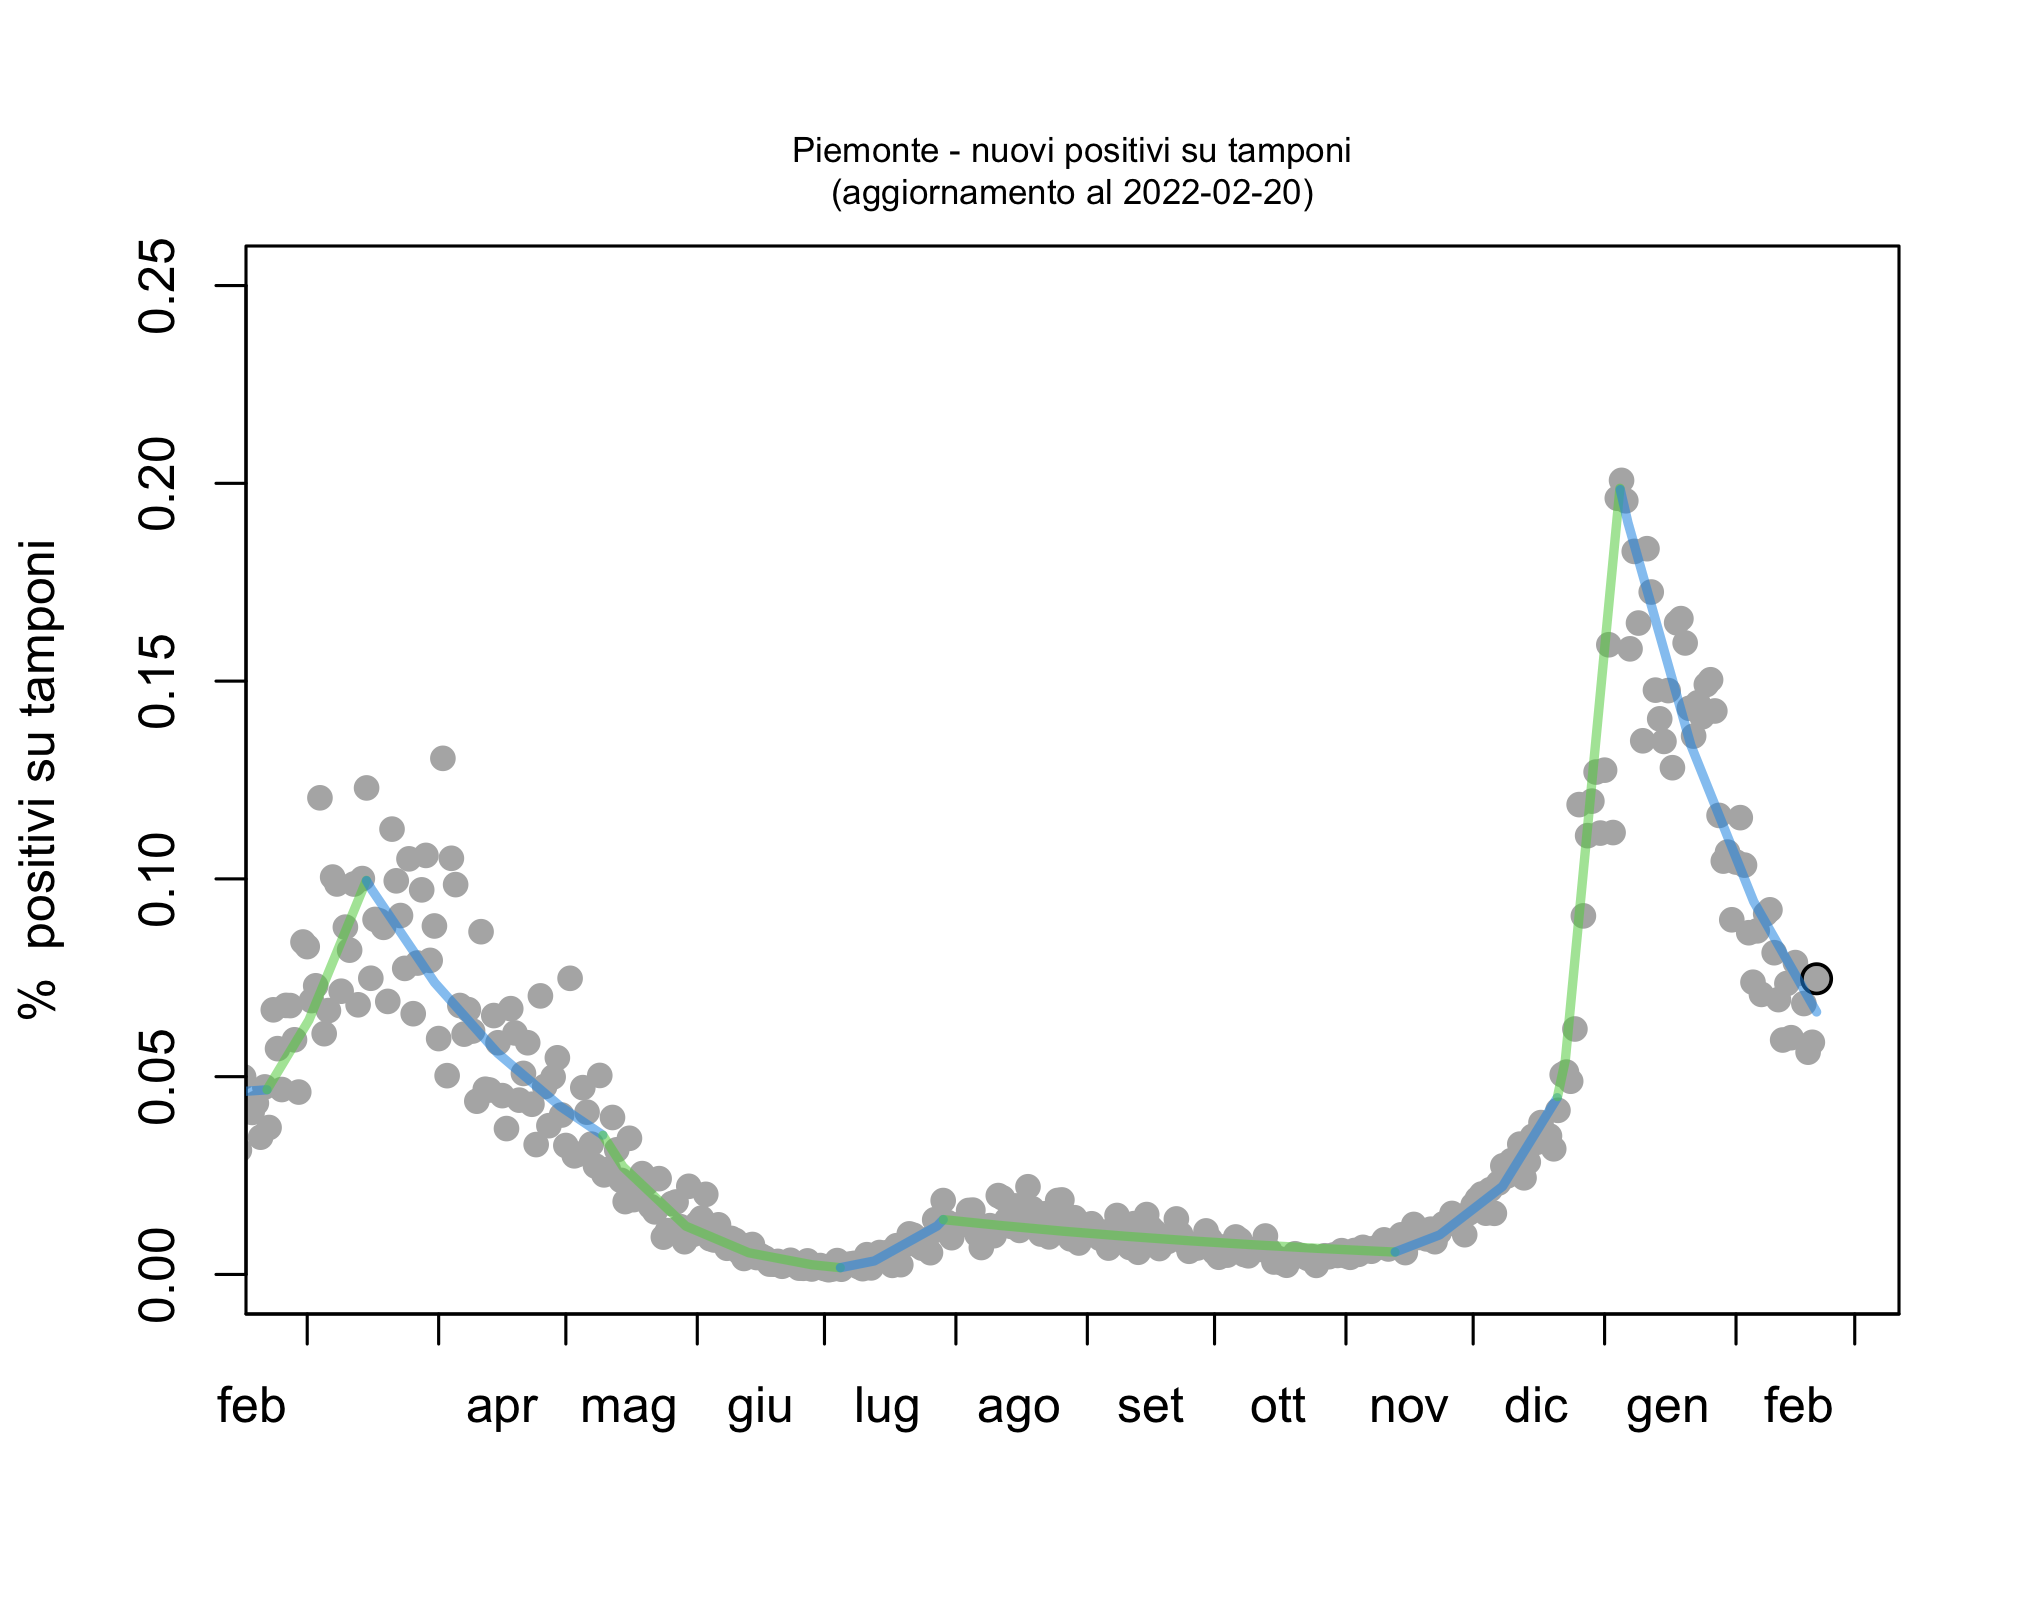 Piemonte - nuovi positivi su tamponi
(aggiornamento al 2022-02-20)
% positivi su tamponi
0.25
0.20
0.15
0.10
0.05
0.00
feb apr mag giu lug ago set ott nov dic gen feb